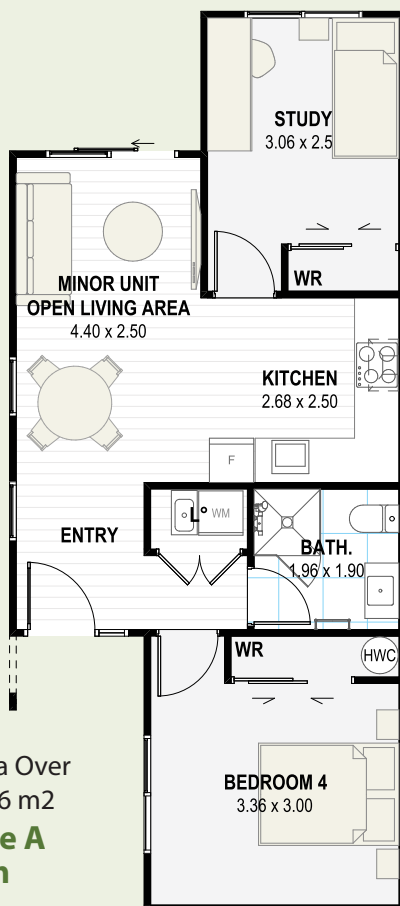 STUDY
3.06 x 2.5
WR
MINOR UNIT
OPEN LIVING AREA
4.40 x 2.50
KITCHEN
2.68 x 2.50
F
L
WM
ENTRY
BATH.
1.96 x 1.90
WR
HWC
BEDROOM 4
3.36 x 3.00
a Over
6 m2
e A